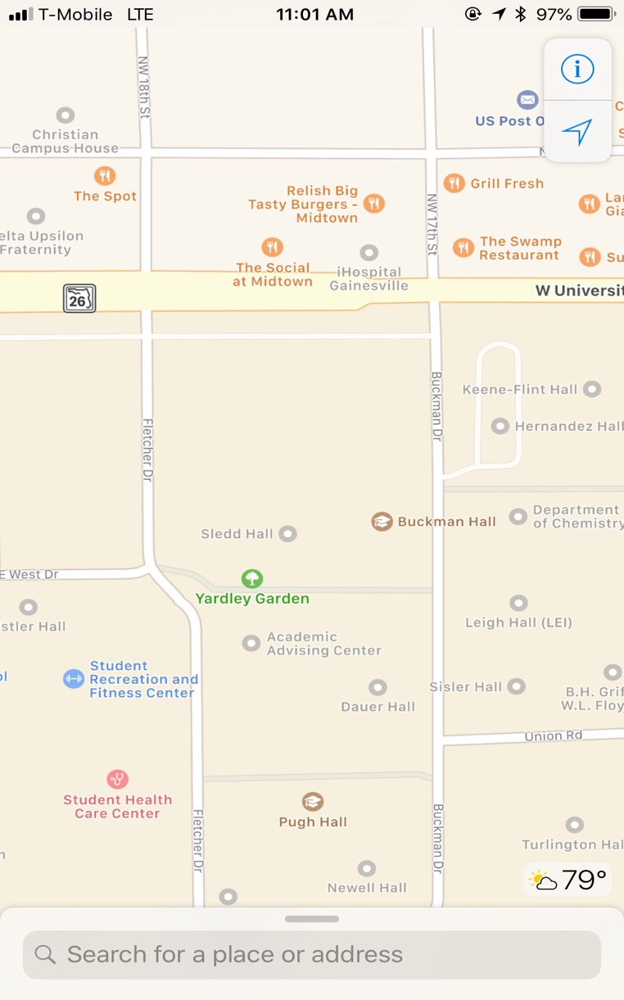 T-Mobile LTE 11:01 AM 97%
NW 18th St
Christian
Campus House
US Post O
The Spot
Relish Big
Tasty Burgers -
Midtown
NW 17th St
Grill Fresh
Lar
Gia
elta Upsilon
Fraternity
The Social
at Midtown
iHospital
Gainesville
The Swamp
Restaurant
Su
26
W Universit
Keene-Flint Hall
Buckman Dr
Hernandez Hall
Fletcher Dr
Sledd Hall
Buckman Hall
Department
of Chemistry
E West Dr
Yardley Garden
stler Hall
Leigh Hall (LEI)
Academic
Advising Center
Student
Recreation and
Fitness Center
ol
Dauer Hall
Sisler Hall
B.H. Grif
W.L. Floy
Union Rd
Student Health
Care Center
Pugh Hall
Fletcher Dr
Buckman Dr
Turlington Hal
Newell Hall
79°
Search for a place or address